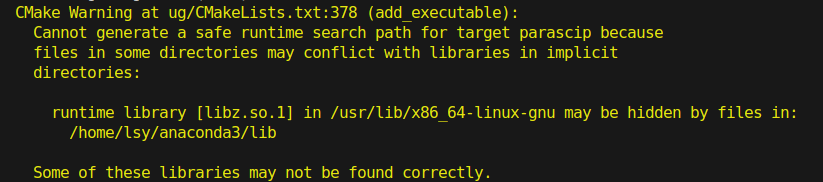 CMake Warning at ug/CMakeLists.txt:378 (add_executable):
Cannot generate a safe runtime search path for target parascip because
files in some directories may conflict with libraries in implicit
directories:
runtime library [libz.so.1] in /usr/lib/x86_64-linux-gnu may be hidden by files in:
/home/lsy/anaconda3/lib
Some of these libraries may not be found correctly.